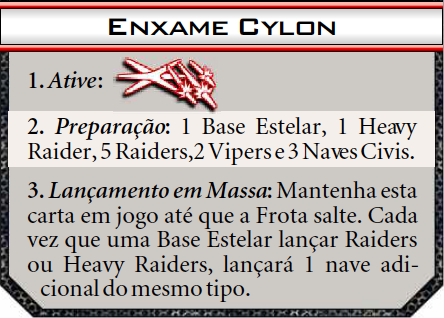 ENXAME CYLON
1. Ative:
2. Preparação: 1 Base Estelar, 1 Heavy
Raider, 5 Raiders,2 Vipers e 3 Naves Civis.
3. Lançamento em Massa: Mantenha esta
carta em jogo até que a Frota salte. Cada
vez que uma Base Estelar lançar Raiders
ou Heavy Raiders, lançará 1 nave adi-
cional do mesmo tipo.